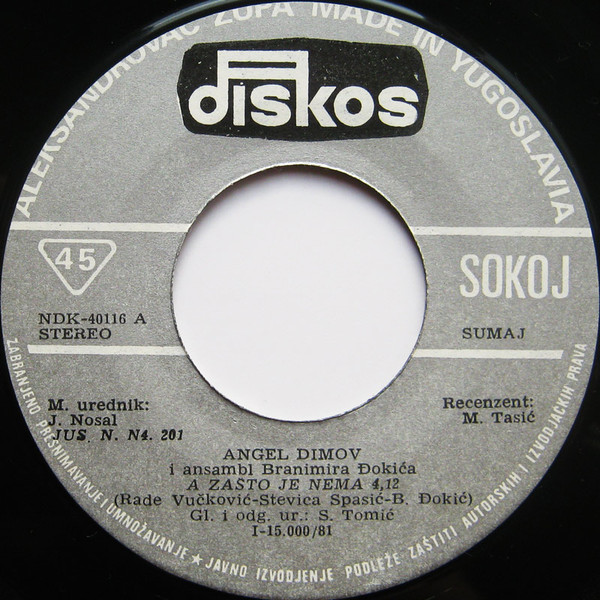 ALEKSANDROVAC ŽUPA MADE IN YUGOSLAVIA
diskos
45
SOKOJ
NDK-40116 A
STEREO
SUMAJ
M. urednik:
J. Nosal
JUS. N. N4. 201
Recenzent:
M. Tasić
ANGEL DIMOV
i ansambl Branimira Đokića
A ZAŠTO JE NEMA 4,12
(Rade Vučković-Stevica Spasić-B. Đokić)
Gl. i odg. ur.: S. Tomić
I-15.000/81
ZABRANJENO PRESNIMAVANJE I UMNOŽAVANJE ★ JAVNO IZVODJENJE PODLEŽE ZAŠTITI AUTORSKIH I IZVODJAČKIH PRAVA